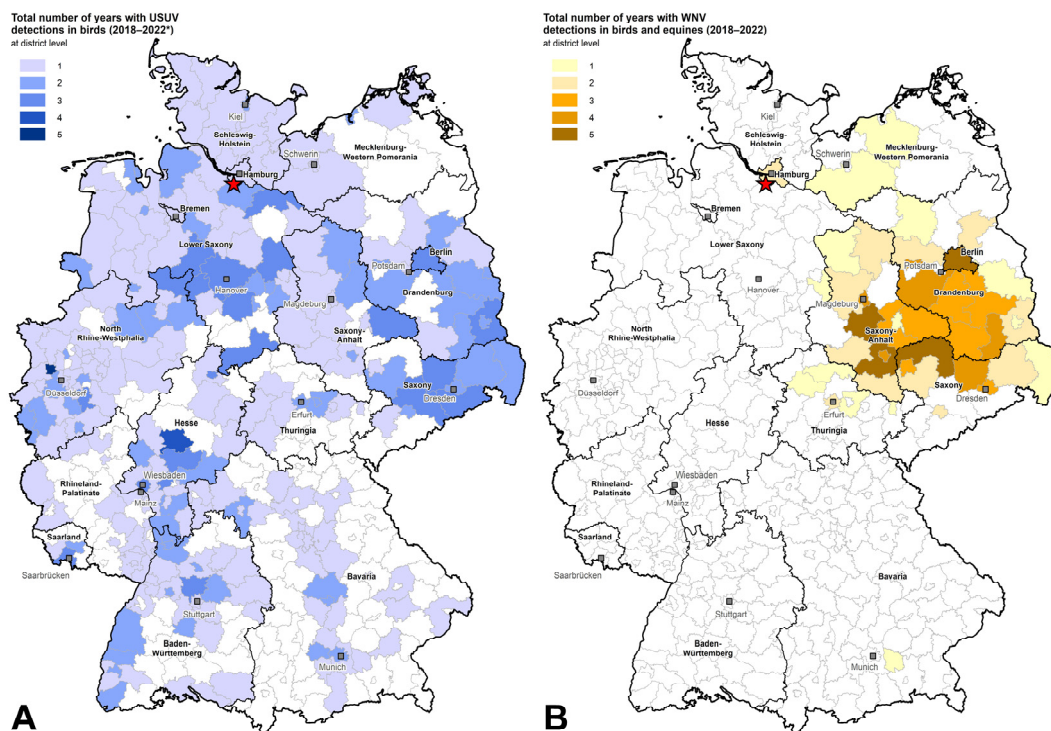 Total number of years with USUV
detections in birds (2018–2022*)
at district level
1
2
3
4
5
Kiel
Schleswig-
Holstein
Schwerin
Mecklenburg-
Western Pomerania
Hamburg
Bremen
Lower Saxony
Berlin
Potsdam
Hanover
Magdeburg
Brandenburg
North
Rhine-Westphalia
Saxony-
Anhalt
Düsseldorf
Saxony
Dresden
Hesse
Erfurt
Thuringia
Wiesbaden
Rhineland-
Palatinate
Mainz
Saarland
Saarbrücken
Bavaria
Stuttgart
Baden-
Württemberg
Munich
A
Total number of years with WNV
detections in birds and equines (2018–2022)
at district level
1
2
3
4
5
Kiel
Schleswig-
Holstein
Schwerin
Mecklenburg-
Western Pomerania
Hamburg
Bremen
Lower Saxony
Berlin
Potsdam
Hanover
Magdeburg
Brandenburg
North
Rhine-Westphalia
Saxony-
Anhalt
Düsseldorf
Saxony
Dresden
Hesse
Erfurt
Thuringia
Wiesbaden
Rhineland-
Palatinate
Mainz
Saarland
Saarbrücken
Bavaria
Stuttgart
Baden-
Württemberg
Munich
B